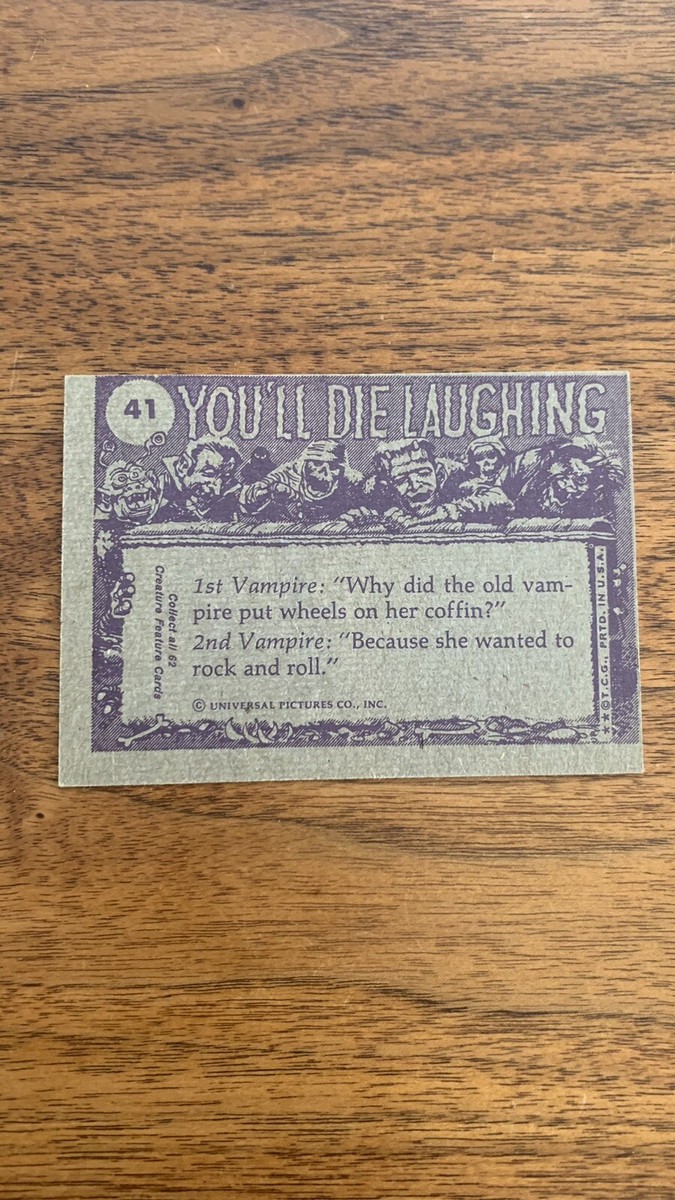 41
YOU'LL DIE LAUGHING
1st Vampire: "Why did the old vam-
pire put wheels on her coffin?"
2nd Vampire: "Because she wanted to
rock and roll."
© UNIVERSAL PICTURES CO., INC.
Collect all 62
Creature Feature Cards
★★©T.C.G., PRTD. IN U.S.A.